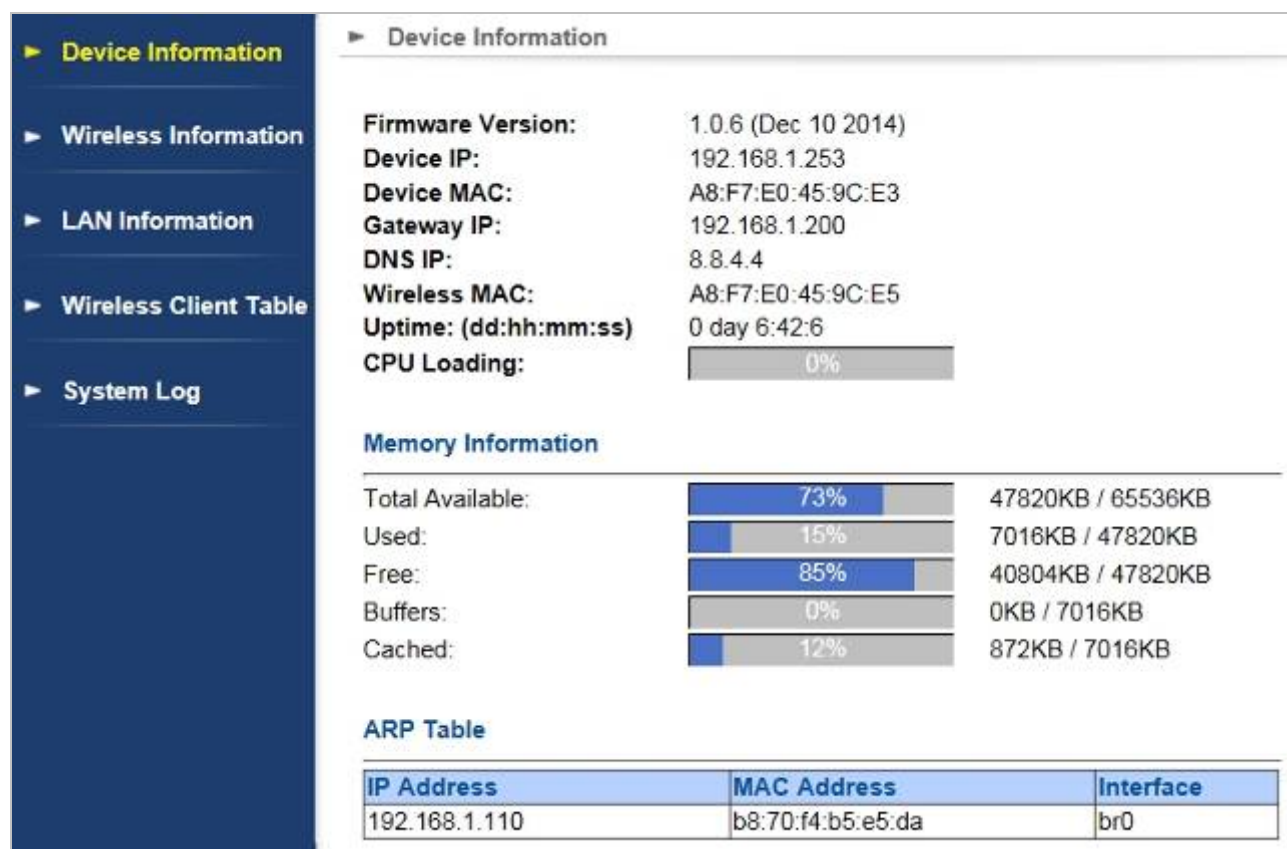 Device Information
Wireless Information
LAN Information
Wireless Client Table
System Log
Device Information
Firmware Version: 1.0.6 (Dec 10 2014)
Device IP: 192.168.1.253
Device MAC: A8:F7:E0:45:9C:E3
Gateway IP: 192.168.1.200
DNS IP: 8.8.4.4
Wireless MAC: A8:F7:E0:45:9C:E5
Uptime: (dd:hh:mm:ss) 0 day 6:42:6
CPU Loading: 0%
Memory Information
Total Available: 73% 47820KB / 65536KB
Used: 15% 7016KB / 47820KB
Free: 85% 40804KB / 47820KB
Buffers: 0% 0KB / 7016KB
Cached: 12% 872KB / 7016KB
ARP Table
IP Address MAC Address Interface
192.168.1.110 b8:70:f4:b5:e5:da br0